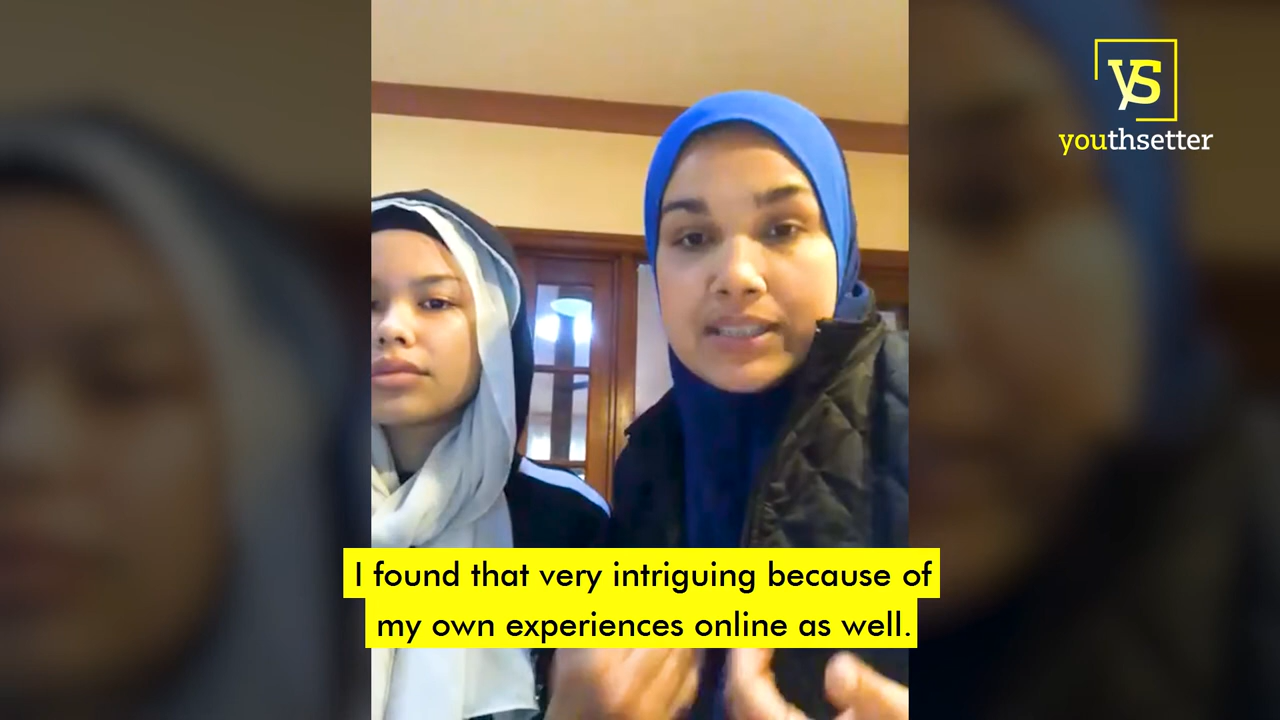 YS
youthsetter
I found that very intriguing because of
my own experiences online as well.